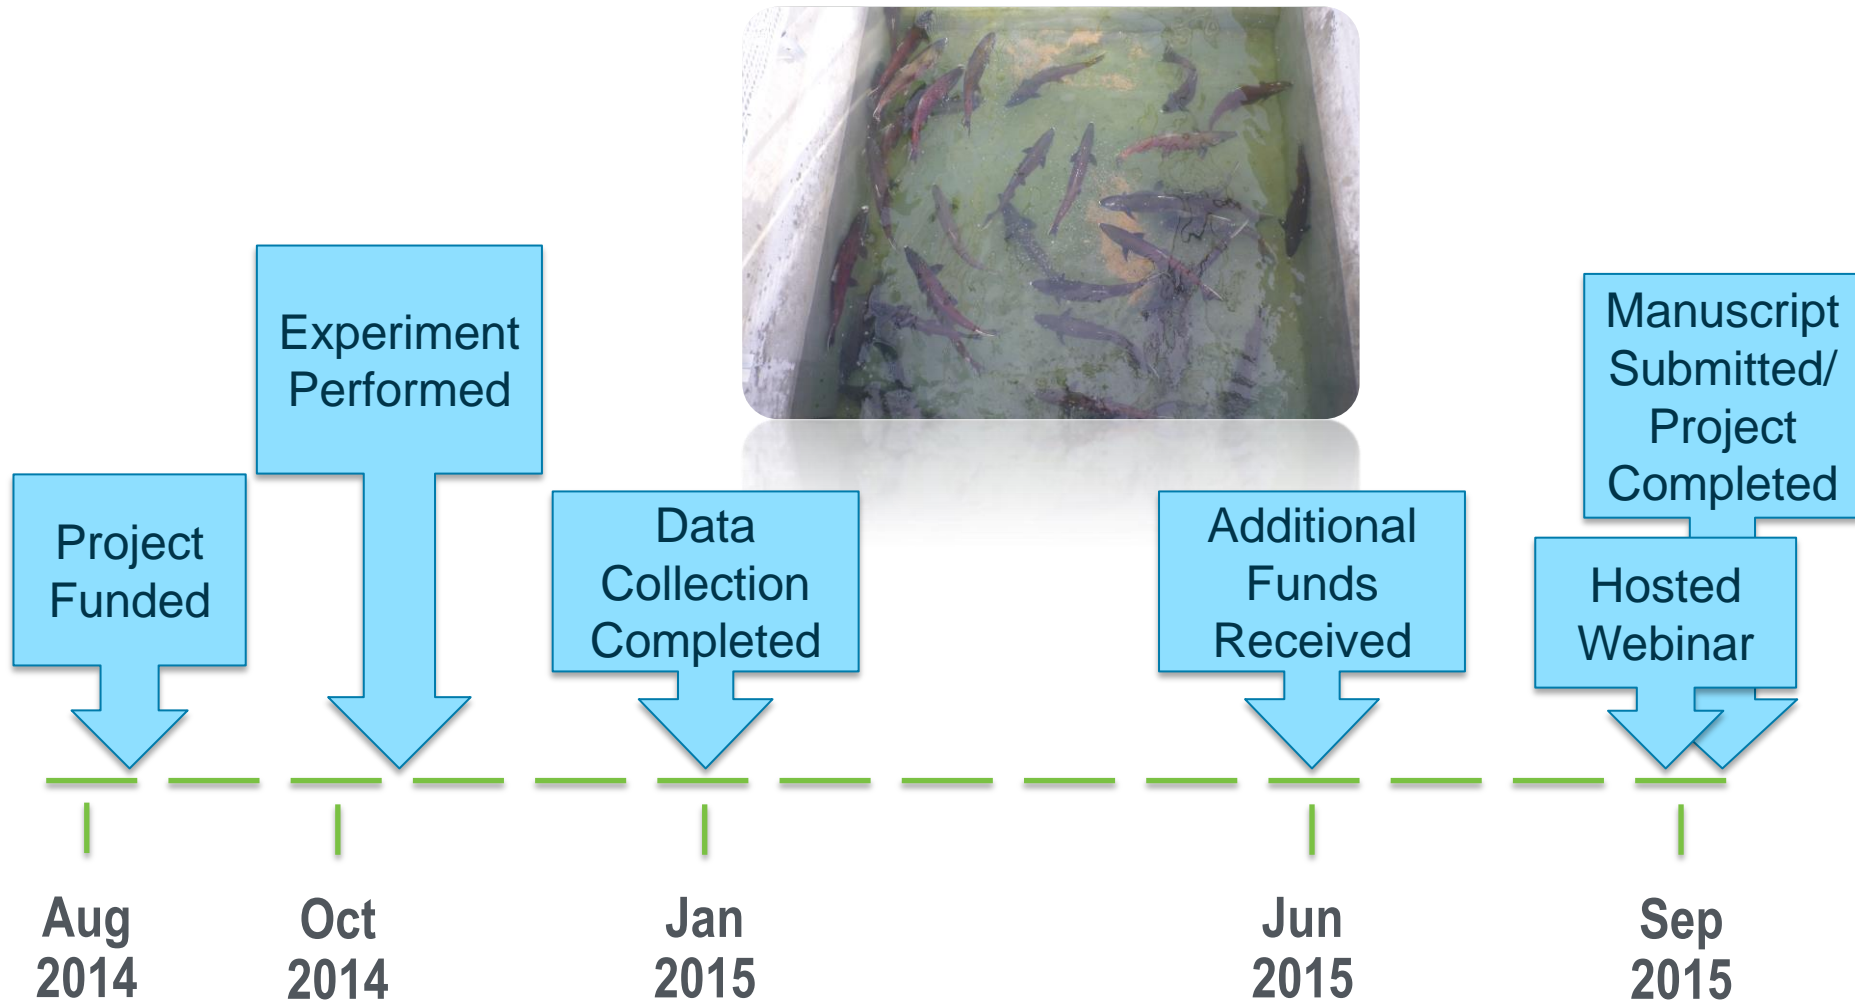 Project
Funded
Experiment
Performed
Data
Collection
Completed
Additional
Funds
Received
Manuscript
Submitted/
Project
Completed
Hosted
Webinar
Aug
2014
Oct
2014
Jan
2015
Jun
2015
Sep
2015